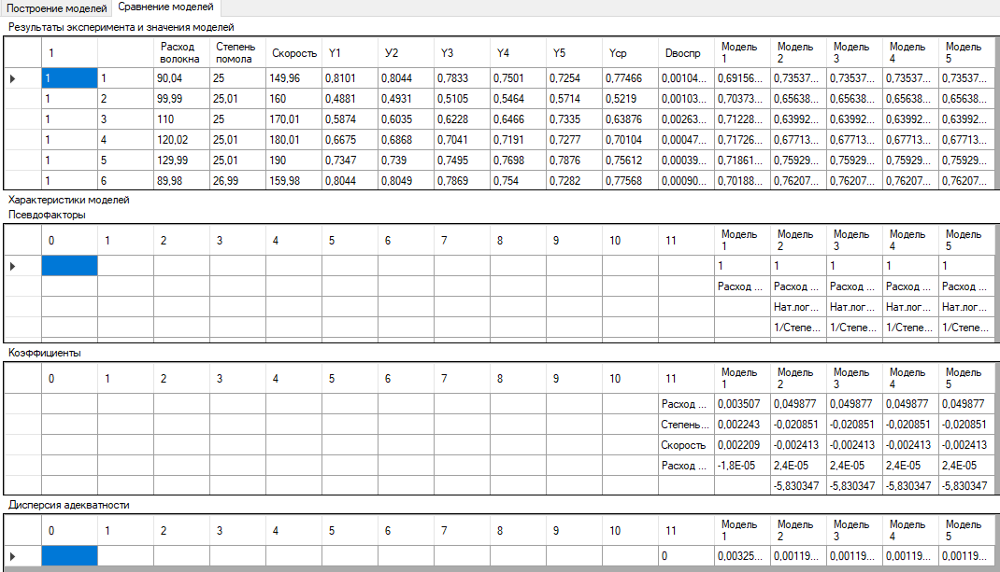 Построение моделей Сравнение моделей
Результаты эксперимента и значения моделей
1 Расход волокна Степень помола Скорость Y1 У2 Y3 Y4 Y5 Yср Dвоспр Модель 1 Модель 2 Модель 3 Модель 4 Модель 5
1 1 90,04 25 149,96 0,8101 0,8044 0,7833 0,7501 0,7254 0,77466 0,00104... 0,69156... 0,73537... 0,73537... 0,73537... 0,73537...
1 2 99,99 25,01 160 0,4881 0,4931 0,5105 0,5464 0,5714 0,5219 0,00103... 0,70373... 0,65638... 0,65638... 0,65638... 0,65638...
1 3 110 25 170,01 0,5874 0,6035 0,6228 0,6466 0,7335 0,63876 0,00263... 0,71228... 0,63992... 0,63992... 0,63992... 0,63992...
1 4 120,02 25,01 180,01 0,6675 0,6868 0,7041 0,7191 0,7277 0,70104 0,00047... 0,71726... 0,67713... 0,67713... 0,67713... 0,67713...
1 5 129,99 25,01 190 0,7347 0,739 0,7495 0,7698 0,7876 0,75612 0,00039... 0,71861... 0,75929... 0,75929... 0,75929... 0,75929...
1 6 89,98 26,99 159,98 0,8044 0,8049 0,7869 0,754 0,7282 0,77568 0,00090... 0,70188... 0,76207... 0,76207... 0,76207... 0,76207...
Характеристики моделей
Псевдофакторы
0 1 2 3 4 5 6 7 8 9 10 11 Модель 1 Модель 2 Модель 3 Модель 4 Модель 5
1 1 1 1 1
Расход ... Расход ... Расход ... Расход ... Расход ...
Нат.лог... Нат.лог... Нат.лог... Нат.лог...
1/Степе... 1/Степе... 1/Степе... 1/Степе...
Коэффициенты
0 1 2 3 4 5 6 7 8 9 10 11 Модель 1 Модель 2 Модель 3 Модель 4 Модель 5
Расход ... 0,003507 0,049877 0,049877 0,049877 0,049877
Степень... 0,002243 -0,020851 -0,020851 -0,020851 -0,020851
Скорость 0,002209 -0,002413 -0,002413 -0,002413 -0,002413
Расход ... -1,8E-05 2,4E-05 2,4E-05 2,4E-05 2,4E-05
-5,830347 -5,830347 -5,830347 -5,830347
Дисперсия адекватности
0 1 2 3 4 5 6 7 8 9 10 11 Модель 1 Модель 2 Модель 3 Модель 4 Модель 5
0 0,00325... 0,00119... 0,00119... 0,00119... 0,00119...